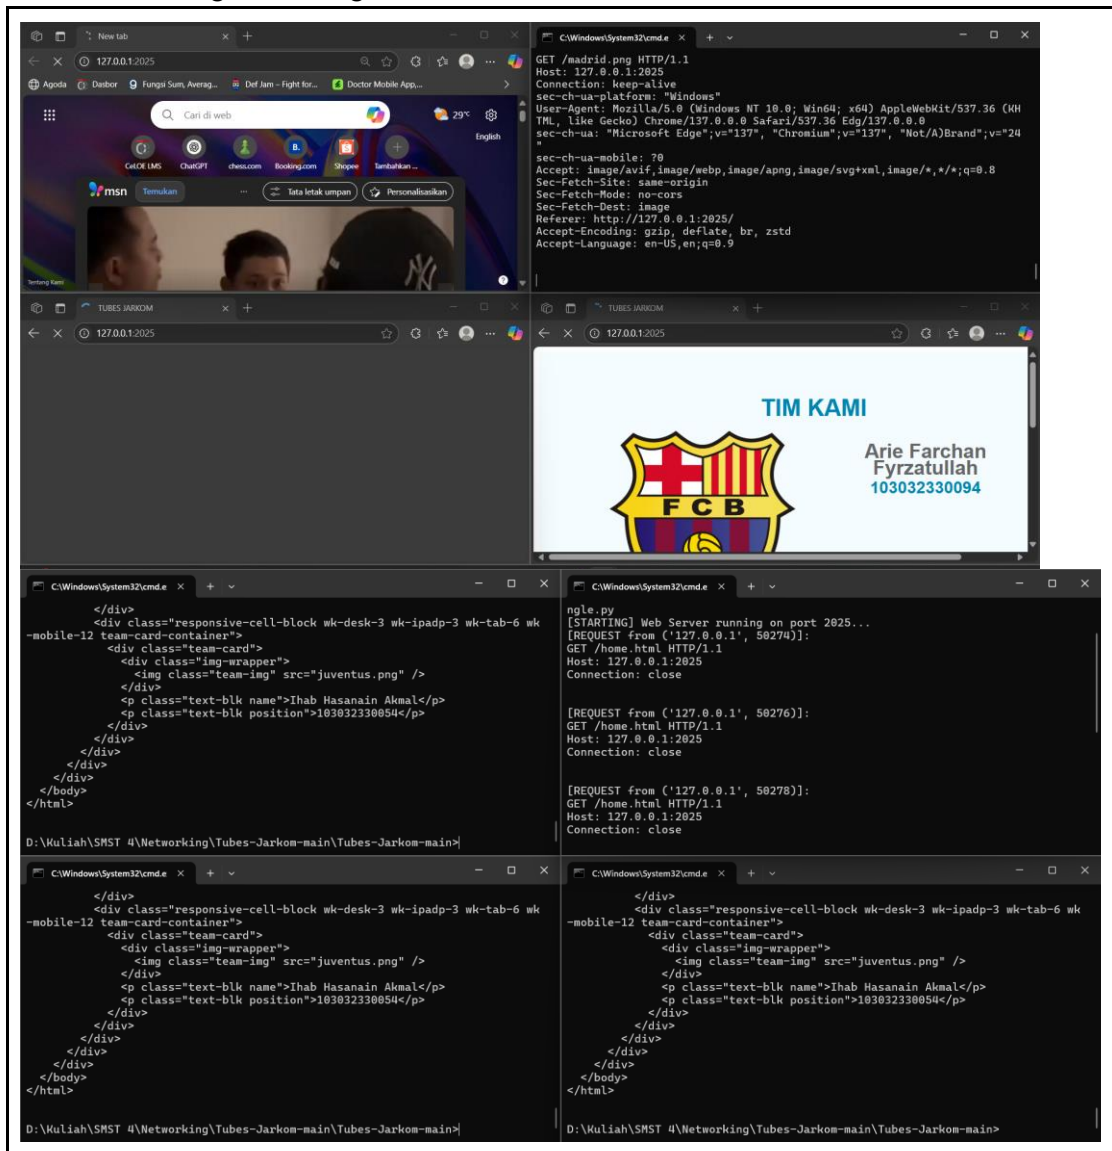 New tab
127.0.0.1:2025
Agoda Dasbor Fungsi Sum, Averag... Def Jam – Fight for... Doctor Mobile App,...
Cari di web
29°C
English
CeLOE LMS ChatGPT chess.com Booking.com Shopee Tambahkan ...
msn Temukan ... Tata letak umpan Personalisasikan
Tentang Kami
C:\Windows\System32\cmd.e
GET /madrid.png HTTP/1.1
Host: 127.0.0.1:2025
Connection: keep-alive
sec-ch-ua-platform: "Windows"
User-Agent: Mozilla/5.0 (Windows NT 10.0; Win64; x64) AppleWebKit/537.36 (KH
TML, like Gecko) Chrome/137.0.0.0 Safari/537.36 Edg/137.0.0.0
sec-ch-ua: "Microsoft Edge";v="137", "Chromium";v="137", "Not/A)Brand";v="24
"
sec-ch-ua-mobile: ?0
Accept: image/avif,image/webp,image/apng,image/svg+xml,image/*,*/*;q=0.8
Sec-Fetch-Site: same-origin
Sec-Fetch-Mode: no-cors
Sec-Fetch-Dest: image
Referer: http://127.0.0.1:2025/
Accept-Encoding: gzip, deflate, br, zstd
Accept-Language: en-US,en;q=0.9
TUBES JARKOM
127.0.0.1:2025
TUBES JARKOM
127.0.0.1:2025
TIM KAMI
FCB
Arie Farchan
Fyrzatullah
103032330094
C:\Windows\System32\cmd.e
</div>
<div class="responsive-cell-block wk-desk-3 wk-ipadp-3 wk-tab-6 wk
-mobile-12 team-card-container">
<div class="team-card">
<div class="img-wrapper">
<img class="team-img" src="juventus.png" />
</div>
<p class="text-blk name">Ihab Hasanain Akmal</p>
<p class="text-blk position">103032330054</p>
</div>
</div>
</div>
</div>
</div>
</body>
</html>
D:\Kuliah\SMST 4\Networking\Tubes-Jarkom-main\Tubes-Jarkom-main>
C:\Windows\System32\cmd.e
ngle.py
[STARTING] Web Server running on port 2025...
[REQUEST from ('127.0.0.1', 50274)]:
GET /home.html HTTP/1.1
Host: 127.0.0.1:2025
Connection: close
[REQUEST from ('127.0.0.1', 50276)]:
GET /home.html HTTP/1.1
Host: 127.0.0.1:2025
Connection: close
[REQUEST from ('127.0.0.1', 50278)]:
GET /home.html HTTP/1.1
Host: 127.0.0.1:2025
Connection: close
C:\Windows\System32\cmd.e
</div>
<div class="responsive-cell-block wk-desk-3 wk-ipadp-3 wk-tab-6 wk
-mobile-12 team-card-container">
<div class="team-card">
<div class="img-wrapper">
<img class="team-img" src="juventus.png" />
</div>
<p class="text-blk name">Ihab Hasanain Akmal</p>
<p class="text-blk position">103032330054</p>
</div>
</div>
</div>
</div>
</div>
</body>
</html>
D:\Kuliah\SMST 4\Networking\Tubes-Jarkom-main\Tubes-Jarkom-main>
C:\Windows\System32\cmd.e
</div>
<div class="responsive-cell-block wk-desk-3 wk-ipadp-3 wk-tab-6 wk
-mobile-12 team-card-container">
<div class="team-card">
<div class="img-wrapper">
<img class="team-img" src="juventus.png" />
</div>
<p class="text-blk name">Ihab Hasanain Akmal</p>
<p class="text-blk position">103032330054</p>
</div>
</div>
</div>
</div>
</div>
</body>
</html>
D:\Kuliah\SMST 4\Networking\Tubes-Jarkom-main\Tubes-Jarkom-main>